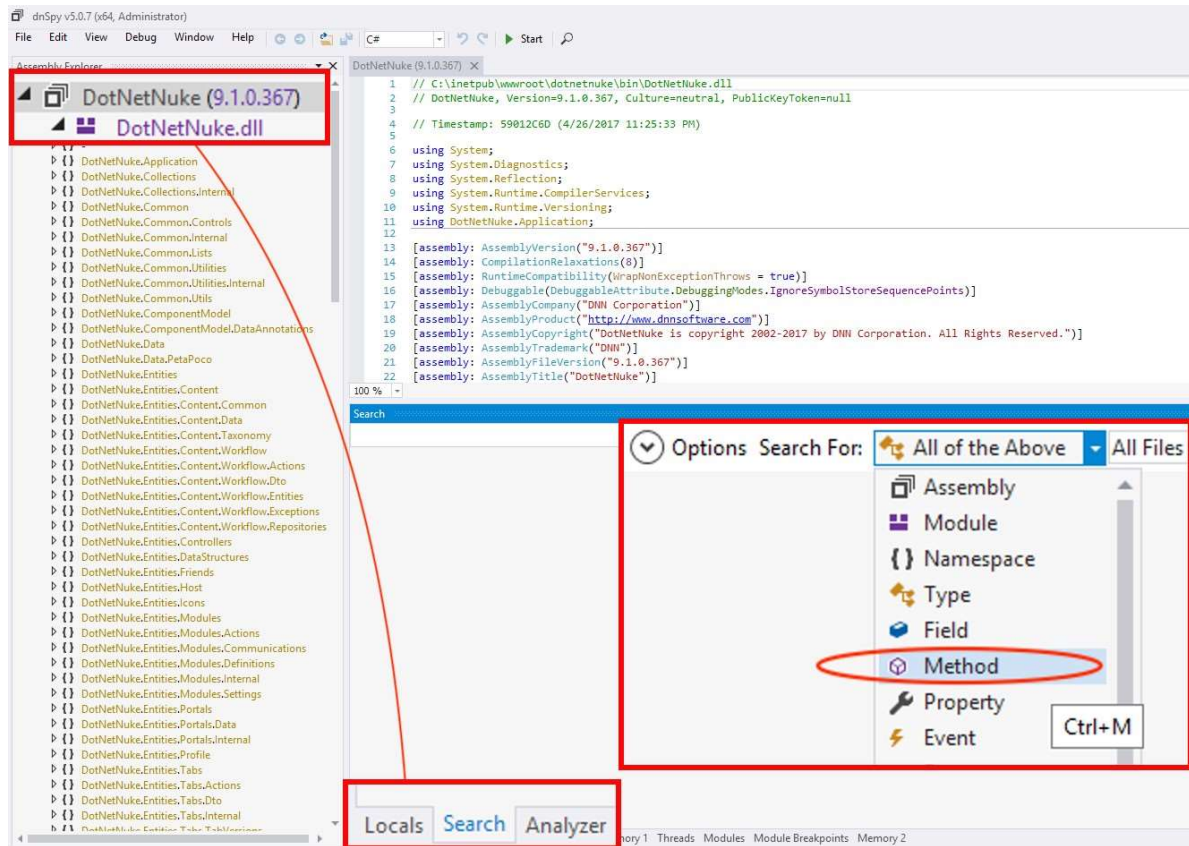 dnSpy v5.0.7 (x64, Administrator)
File Edit View Debug Window Help C# Start
Assembly Explorer
DotNetNuke (9.1.0.367)
DotNetNuke.dll
{ } -
{ } DotNetNuke.Application
{ } DotNetNuke.Collections
{ } DotNetNuke.Collections.Internal
{ } DotNetNuke.Common
{ } DotNetNuke.Common.Controls
{ } DotNetNuke.Common.Internal
{ } DotNetNuke.Common.Lists
{ } DotNetNuke.Common.Utilities
{ } DotNetNuke.Common.Utilities.Internal
{ } DotNetNuke.Common.Utils
{ } DotNetNuke.ComponentModel
{ } DotNetNuke.ComponentModel.DataAnnotations
{ } DotNetNuke.Data
{ } DotNetNuke.Data.PetaPoco
{ } DotNetNuke.Entities
{ } DotNetNuke.Entities.Content
{ } DotNetNuke.Entities.Content.Common
{ } DotNetNuke.Entities.Content.Data
{ } DotNetNuke.Entities.Content.Taxonomy
{ } DotNetNuke.Entities.Content.Workflow
{ } DotNetNuke.Entities.Content.Workflow.Actions
{ } DotNetNuke.Entities.Content.Workflow.Dto
{ } DotNetNuke.Entities.Content.Workflow.Entities
{ } DotNetNuke.Entities.Content.Workflow.Exceptions
{ } DotNetNuke.Entities.Content.Workflow.Repositories
{ } DotNetNuke.Entities.Controllers
{ } DotNetNuke.Entities.DataStructures
{ } DotNetNuke.Entities.Friends
{ } DotNetNuke.Entities.Host
{ } DotNetNuke.Entities.Icons
{ } DotNetNuke.Entities.Modules
{ } DotNetNuke.Entities.Modules.Actions
{ } DotNetNuke.Entities.Modules.Communications
{ } DotNetNuke.Entities.Modules.Definitions
{ } DotNetNuke.Entities.Modules.Internal
{ } DotNetNuke.Entities.Modules.Settings
{ } DotNetNuke.Entities.Portals
{ } DotNetNuke.Entities.Portals.Data
{ } DotNetNuke.Entities.Portals.Internal
{ } DotNetNuke.Entities.Profile
{ } DotNetNuke.Entities.Tabs
{ } DotNetNuke.Entities.Tabs.Actions
{ } DotNetNuke.Entities.Tabs.Dto
{ } DotNetNuke.Entities.Tabs.Internal
{ } DotNetNuke.Entities.Tabs.TabVersions
DotNetNuke (9.1.0.367)
1 // C:\inetpub\wwwroot\dotnetnuke\bin\DotNetNuke.dll
2 // DotNetNuke, Version=9.1.0.367, Culture=neutral, PublicKeyToken=null
3
4 // Timestamp: 59012C6D (4/26/2017 11:25:33 PM)
5
6 using System;
7 using System.Diagnostics;
8 using System.Reflection;
9 using System.Runtime.CompilerServices;
10 using System.Runtime.Versioning;
11 using DotNetNuke.Application;
12
13 [assembly: AssemblyVersion("9.1.0.367")]
14 [assembly: CompilationRelaxations(8)]
15 [assembly: RuntimeCompatibility(WrapNonExceptionThrows = true)]
16 [assembly: Debuggable(DebuggableAttribute.DebuggingModes.IgnoreSymbolStoreSequencePoints)]
17 [assembly: AssemblyCompany("DNN Corporation")]
18 [assembly: AssemblyProduct("http://www.dnnsoftware.com")]
19 [assembly: AssemblyCopyright("DotNetNuke is copyright 2002-2017 by DNN Corporation. All Rights Reserved.")]
20 [assembly: AssemblyTrademark("DNN")]
21 [assembly: AssemblyFileVersion("9.1.0.367")]
22 [assembly: AssemblyTitle("DotNetNuke")]
100 %
Search
Options Search For: All of the Above All Files
Assembly
Module
{ } Namespace
Type
Field
Method
Property
Event
Ctrl+M
Locals Search Analyzer
ory 1 Threads Modules Module Breakpoints Memory 2